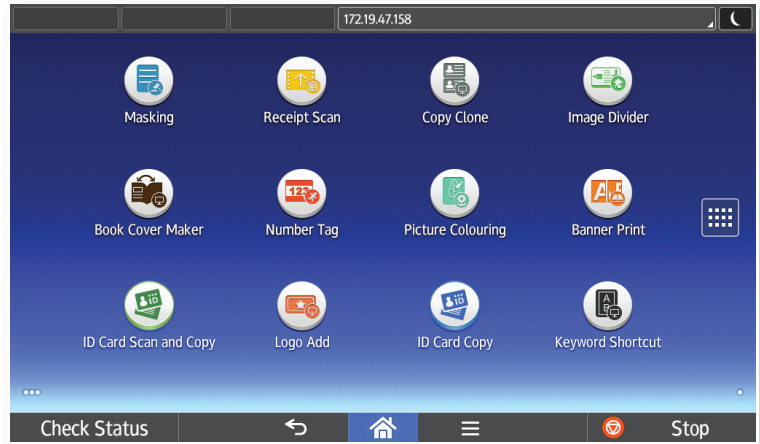 172.19.47.158
Masking Receipt Scan Copy Clone Image Divider
Book Cover Maker Number Tag Picture Colouring Banner Print
ID Card Scan and Copy Logo Add ID Card Copy Keyword Shortcut
Check Status Stop